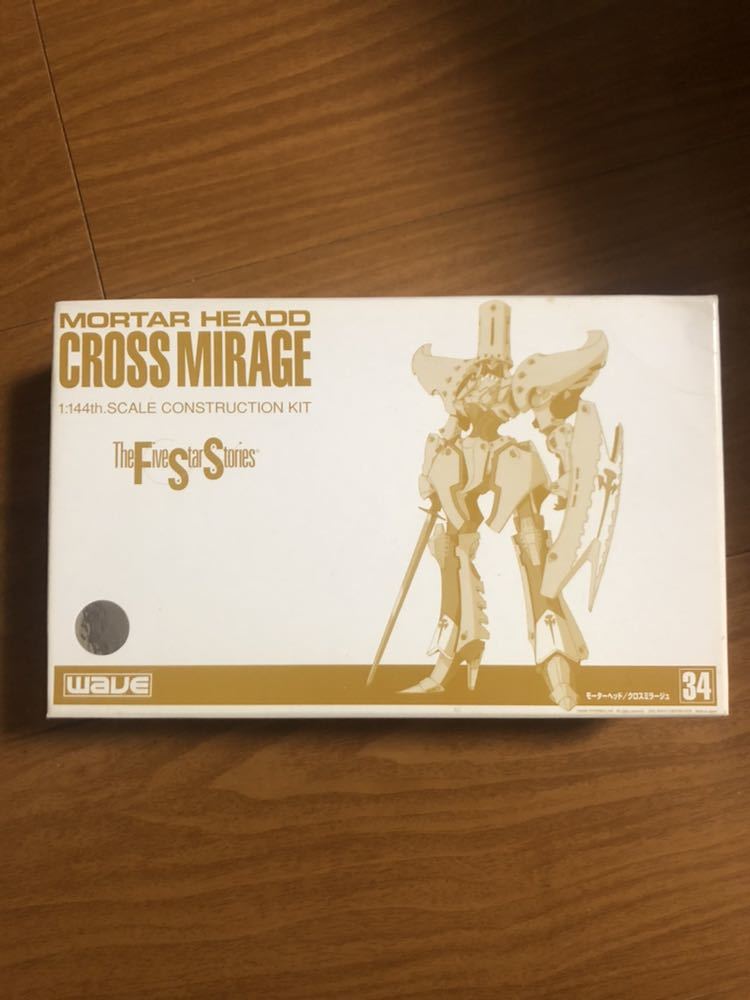 MORTAR HEADD
CROSS MIRAGE
1:144th.SCALE CONSTRUCTION KIT
The Five Star Stories®
WAVE
モーターヘッド/クロスミラージュ
34